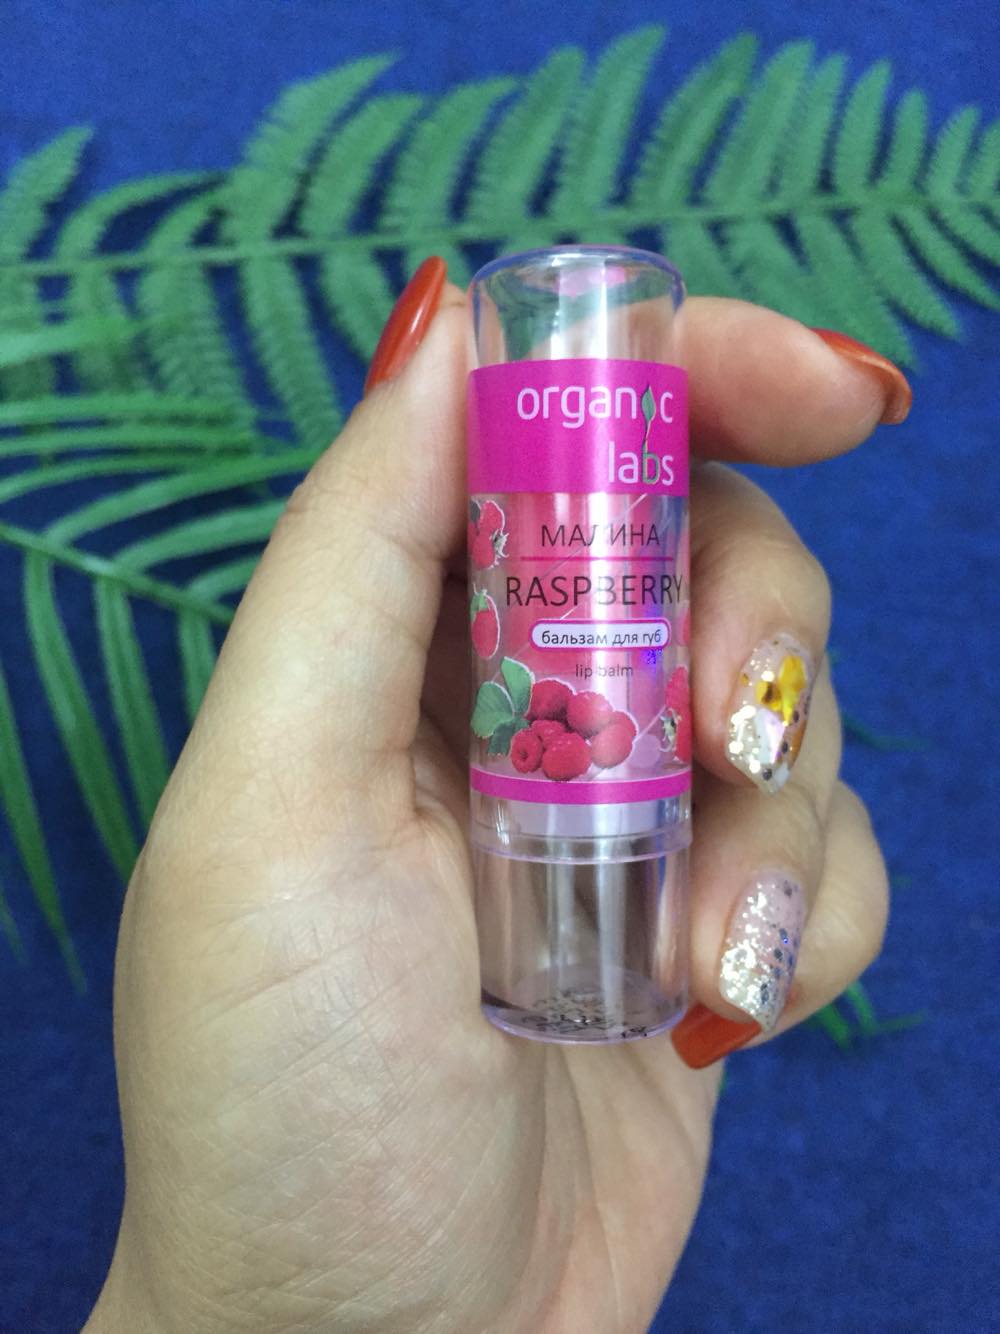 organic
labs
МАЛИНА
RASPBERRY
бальзам для губ
lip balm